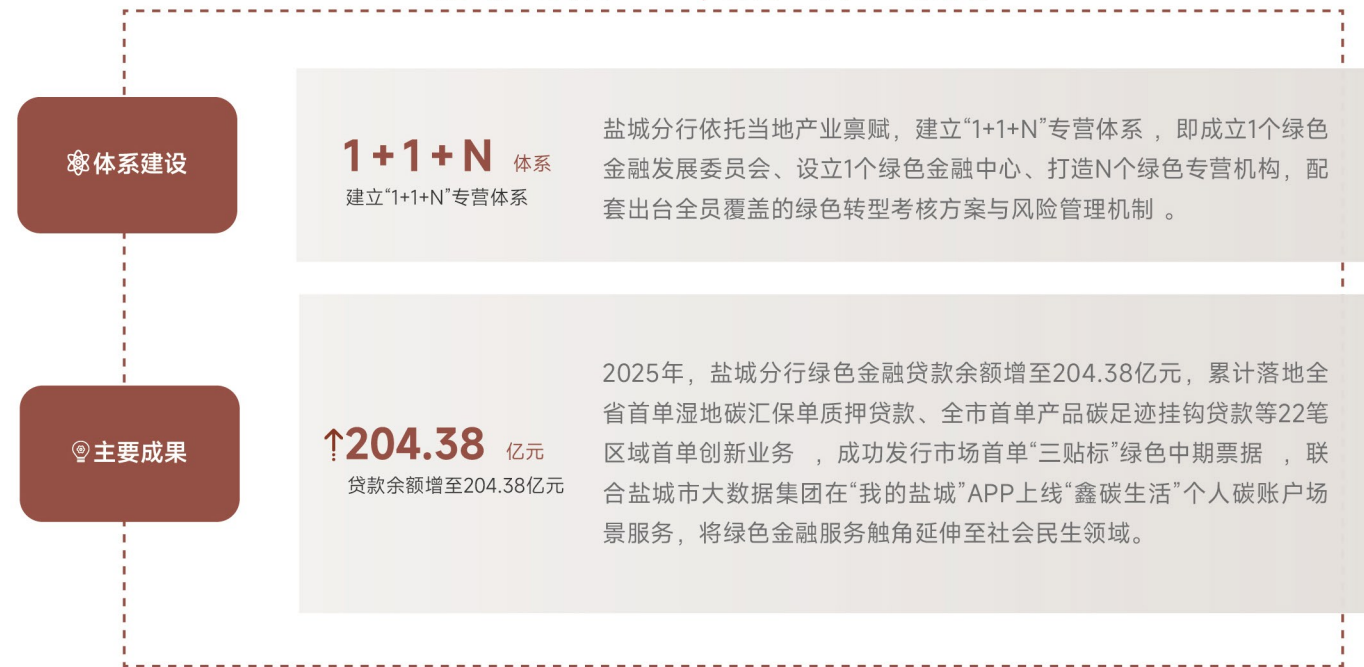 体系建设
1+1+N 体系
建立“1+1+N”专营体系
盐城分行依托当地产业禀赋，建立“1+1+N”专营体系 ，即成立1个绿色
金融发展委员会、设立1个绿色金融中心、打造N个绿色专营机构，配
套出台全员覆盖的绿色转型考核方案与风险管理机制 。
主要成果
↑204.38 亿元
贷款余额增至204.38亿元
2025年，盐城分行绿色金融贷款余额增至204.38亿元，累计落地全
省首单湿地碳汇保单质押贷款、全市首单产品碳足迹挂钩贷款等22笔
区域首单创新业务 ，成功发行市场首单“三贴标”绿色中期票据 ，联
合盐城市大数据集团在“我的盐城”APP上线“鑫碳生活”个人碳账户场
景服务，将绿色金融服务触角延伸至社会民生领域。